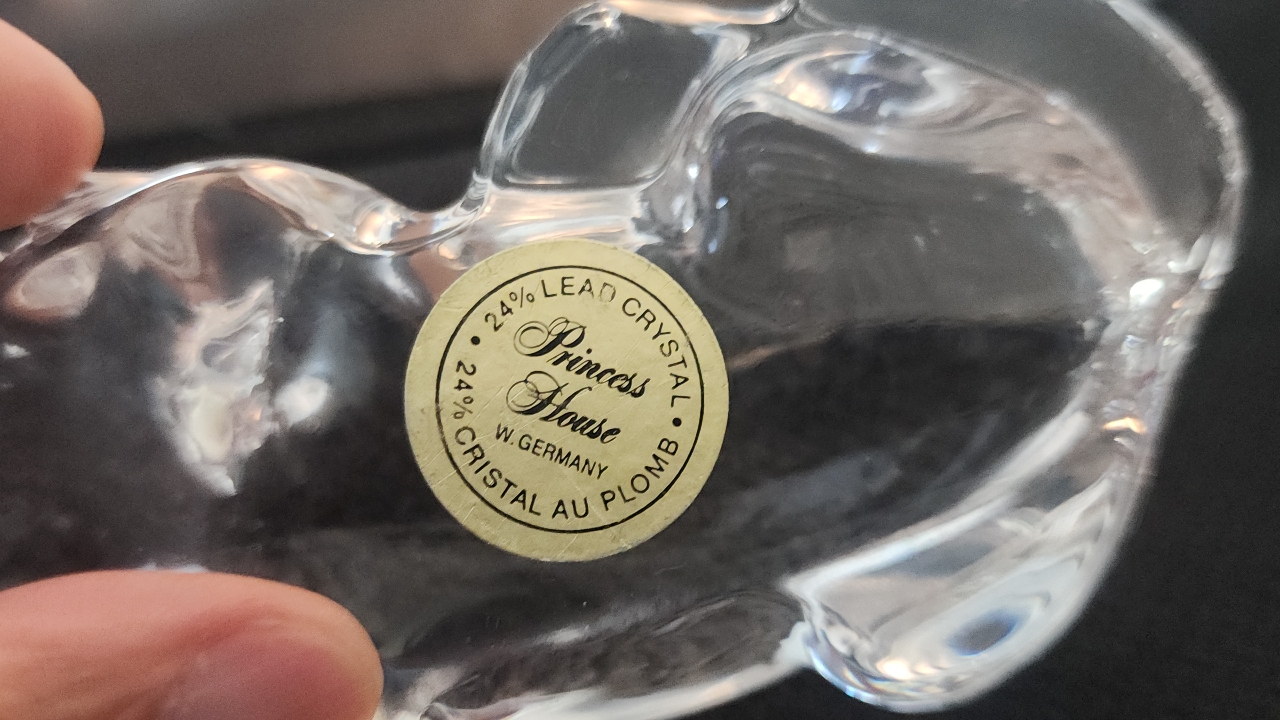 24% LEAD CRYSTAL
Princess
House
W. GERMANY
• 24% CRISTAL AU PLOMB •